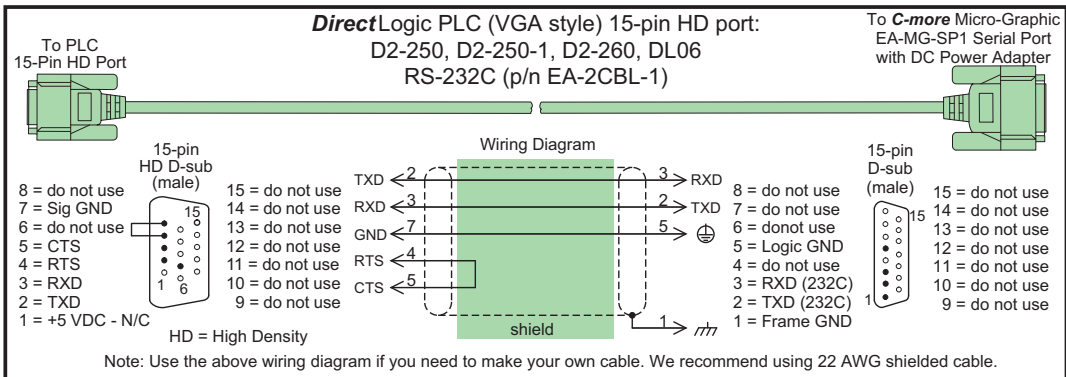 DirectLogic PLC (VGA style) 15-pin HD port:
D2-250, D2-250-1, D2-260, DL06
RS-232C (p/n EA-2CBL-1)
To PLC
15-Pin HD Port
To C-more Micro-Graphic
EA-MG-SP1 Serial Port
with DC Power Adapter
15-pin
HD D-sub
(male)
8 = do not use
7 = Sig GND
6 = do not use
5 = CTS
4 = RTS
3 = RXD
2 = TXD
1 = +5 VDC - N/C
15
1
6
15 = do not use
14 = do not use
13 = do not use
12 = do not use
11 = do not use
10 = do not use
9 = do not use
HD = High Density
Wiring Diagram
TXD 2 3 RXD
RXD 3 2 TXD
GND 7 5
RTS 4
CTS 5
1
shield
8 = do not use
7 = do not use
6 = donot use
5 = Logic GND
4 = do not use
3 = RXD (232C)
2 = TXD (232C)
1 = Frame GND
15-pin
D-sub
(male)
15
1
15 = do not use
14 = do not use
13 = do not use
12 = do not use
11 = do not use
10 = do not use
9 = do not use
Note: Use the above wiring diagram if you need to make your own cable. We recommend using 22 AWG shielded cable.